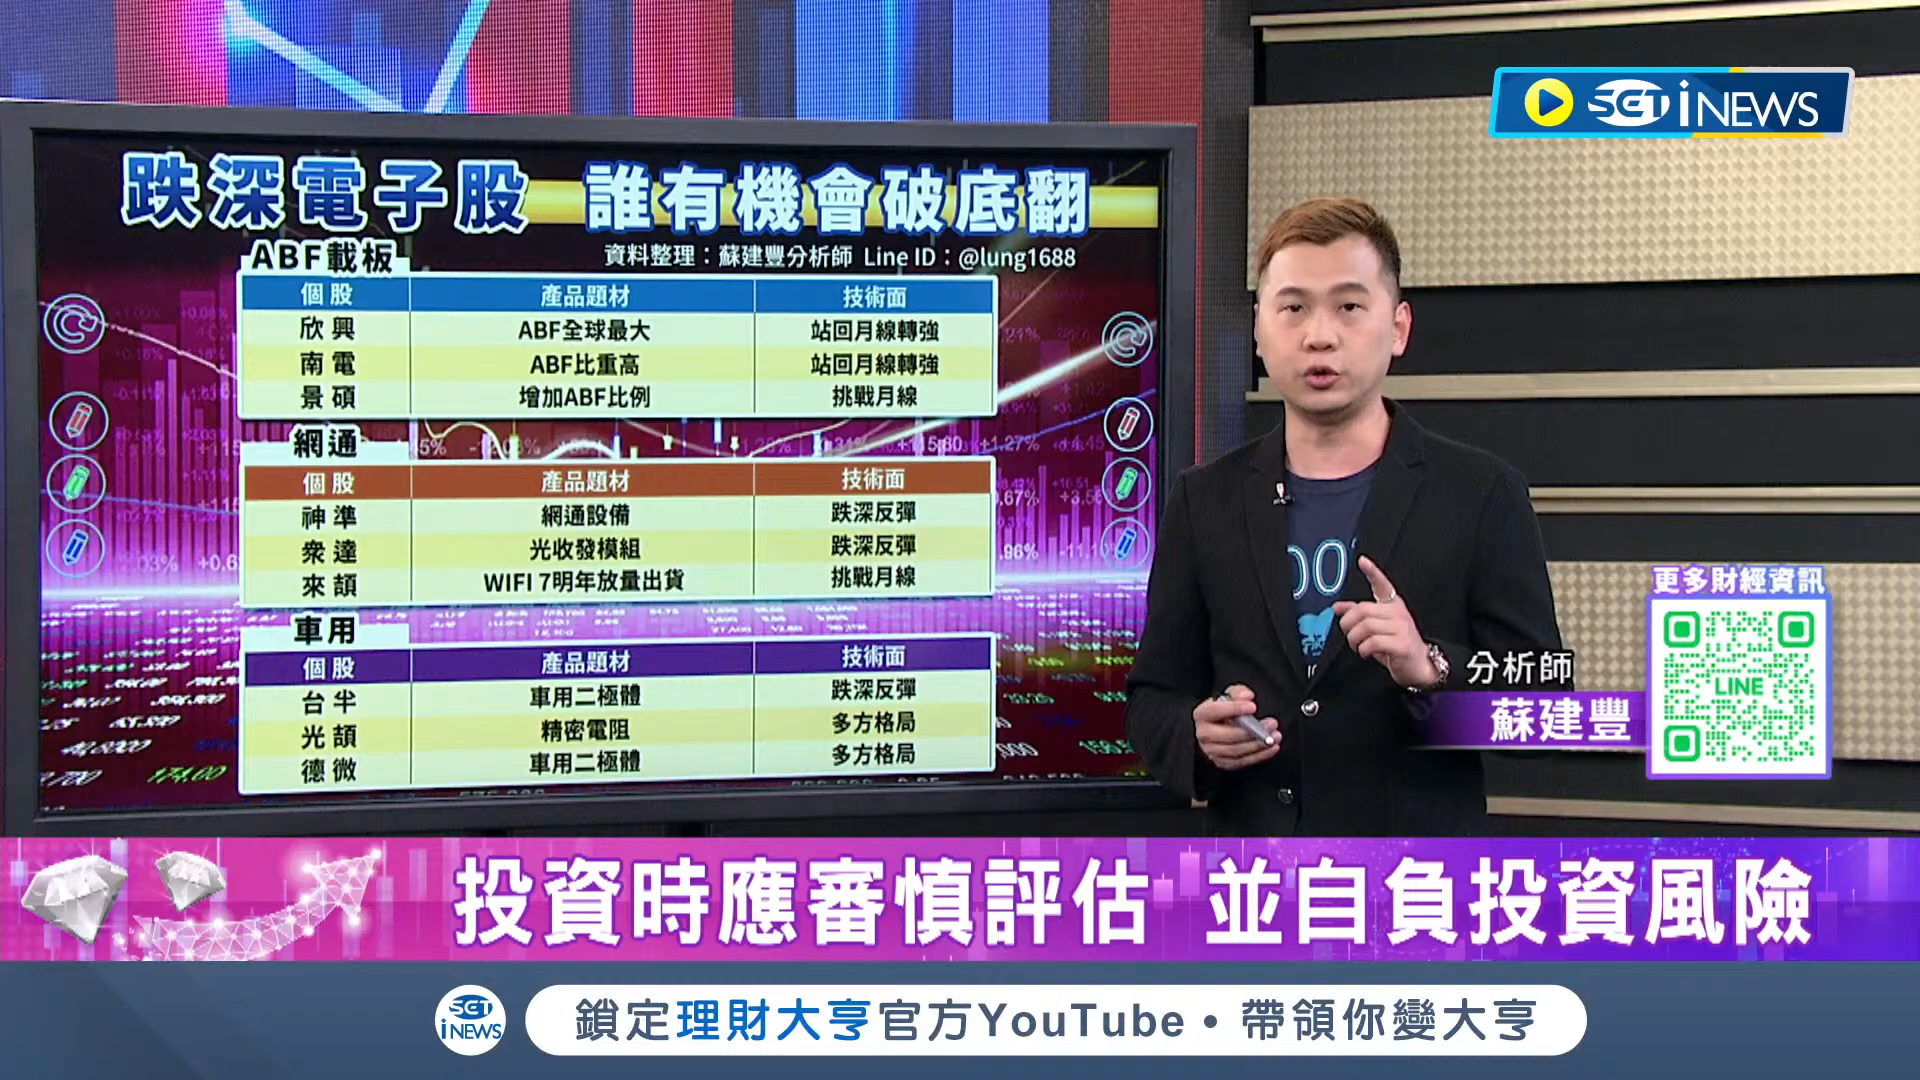 SET iNEWS
跌深電子股 誰有機會破底翻
資料整理：蘇建豐分析師 Line ID：@lung1688
ABF載板
個股 產品題材 技術面
欣興 ABF全球最大 站回月線轉強
南電 ABF比重高 站回月線轉強
景碩 增加ABF比例 挑戰月線
網通
個股 產品題材 技術面
神準 網通設備 跌深反彈
眾達 光收發模組 跌深反彈
來頡 WIFI 7明年放量出貨 挑戰月線
車用
個股 產品題材 技術面
台半 車用二極體 跌深反彈
光頡 精密電阻 多方格局
德微 車用二極體 多方格局
更多財經資訊
LINE
分析師
蘇建豐
投資時應審慎評估 並自負投資風險
SET iNEWS
鎖定理財大亨官方YouTube・帶領你變大亨